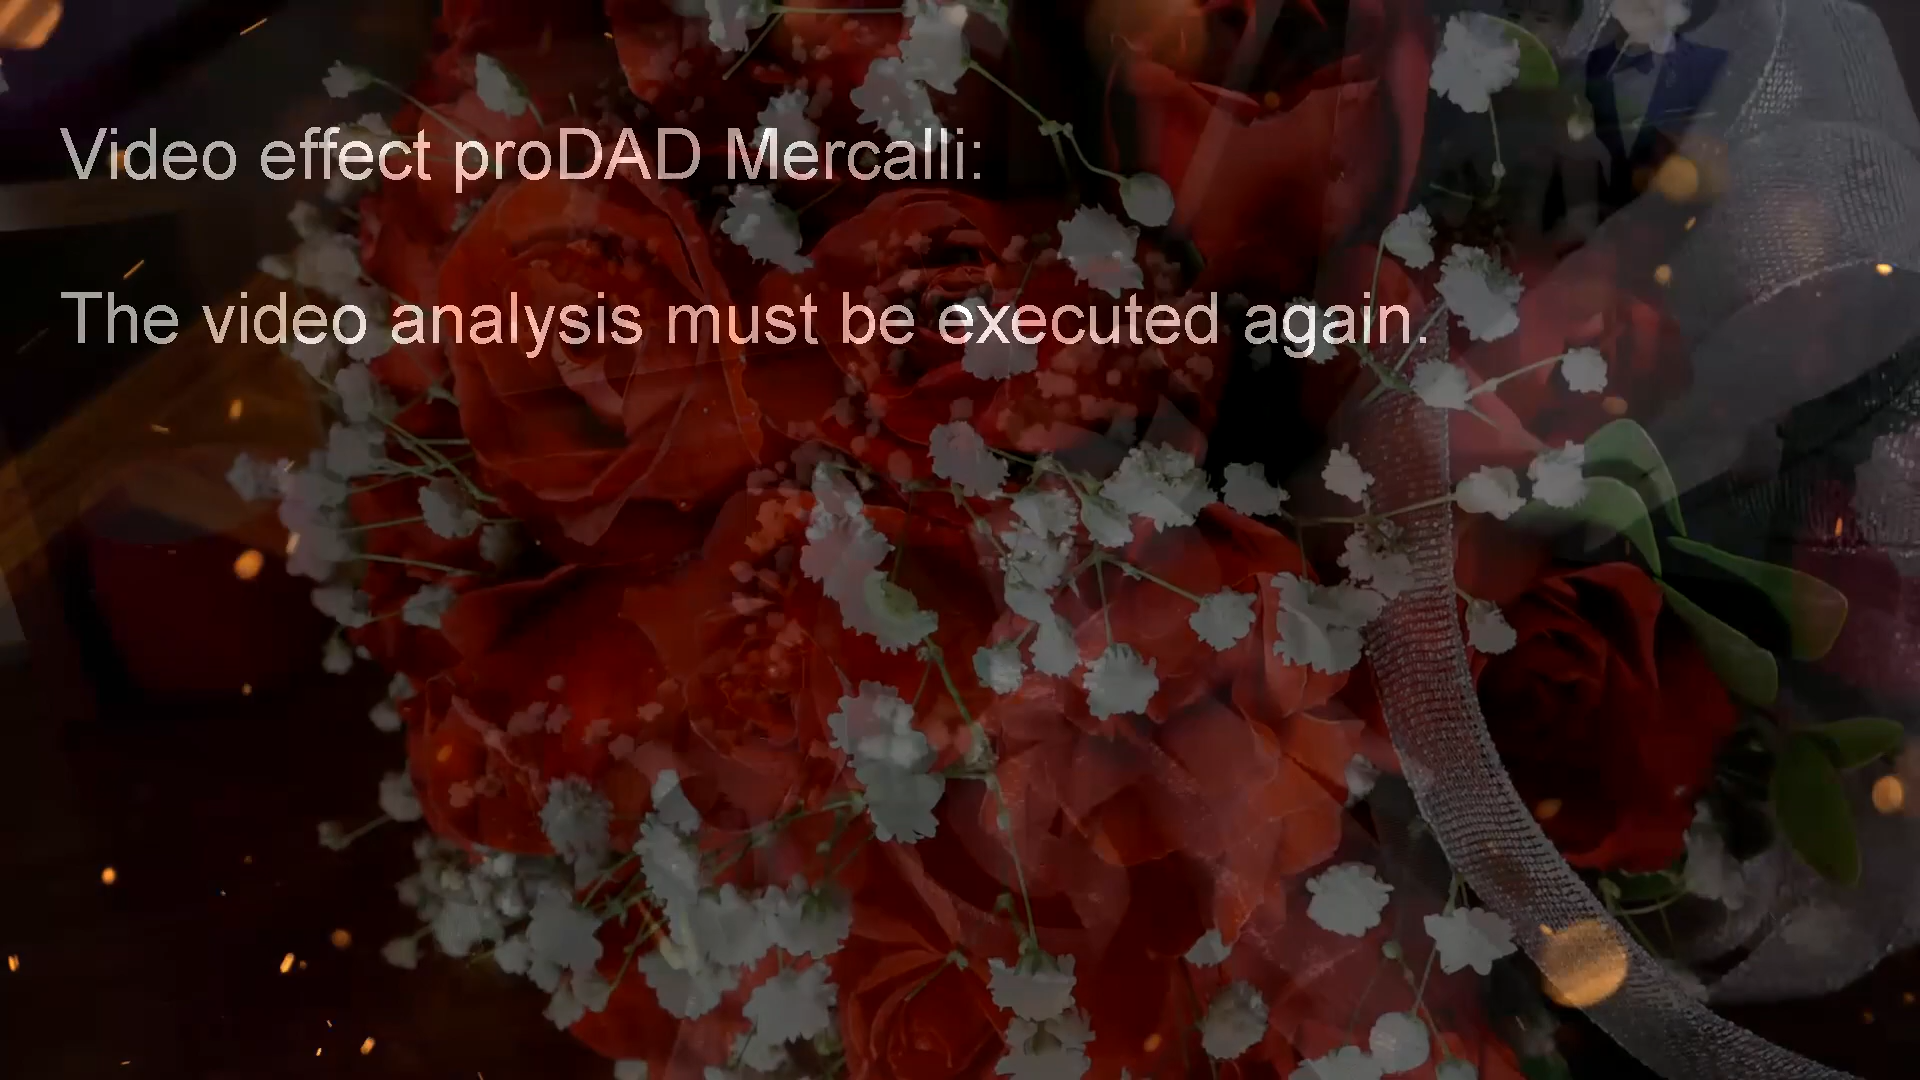 Video effect proDAD Mercalli:
The video analysis must be executed again.